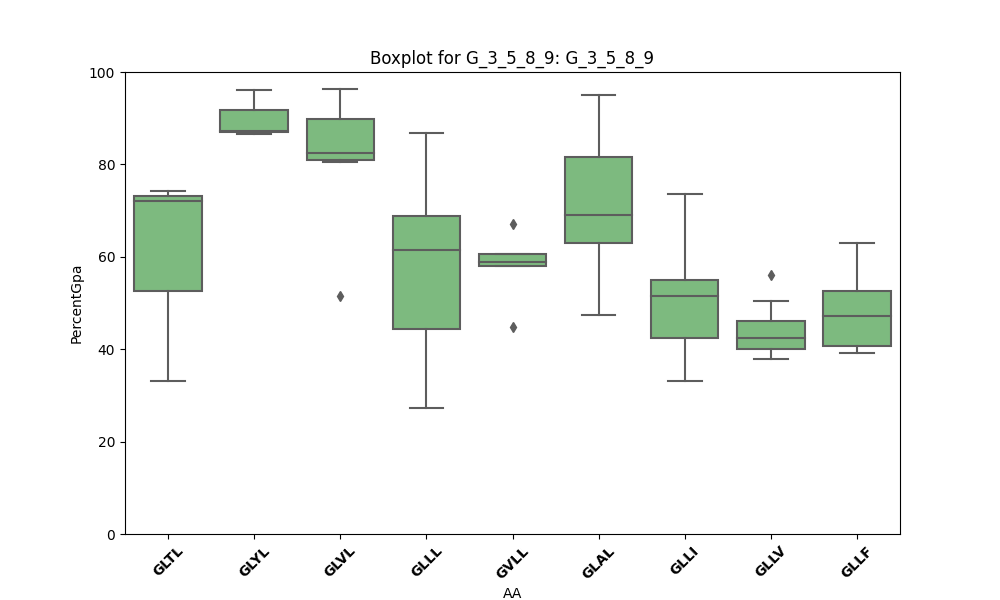 Boxplot for G_3_5_8_9: G_3_5_8_9
100
80
60
40
20
0
PercentGpa
GLTL
GLYL
GLVL
GLLL
GVLL
GLAL
GLLI
GLLV
GLLF
AA